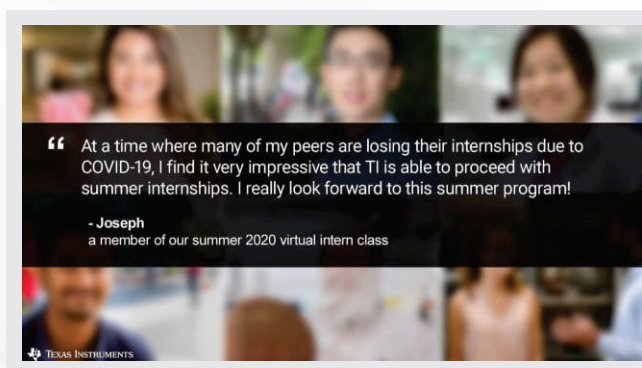 “ At a time where many of my peers are losing their internships due to
COVID-19, I find it very impressive that TI is able to proceed with
summer internships. I really look forward to this summer program!
- Joseph
a member of our summer 2020 virtual intern class
TEXAS INSTRUMENTS